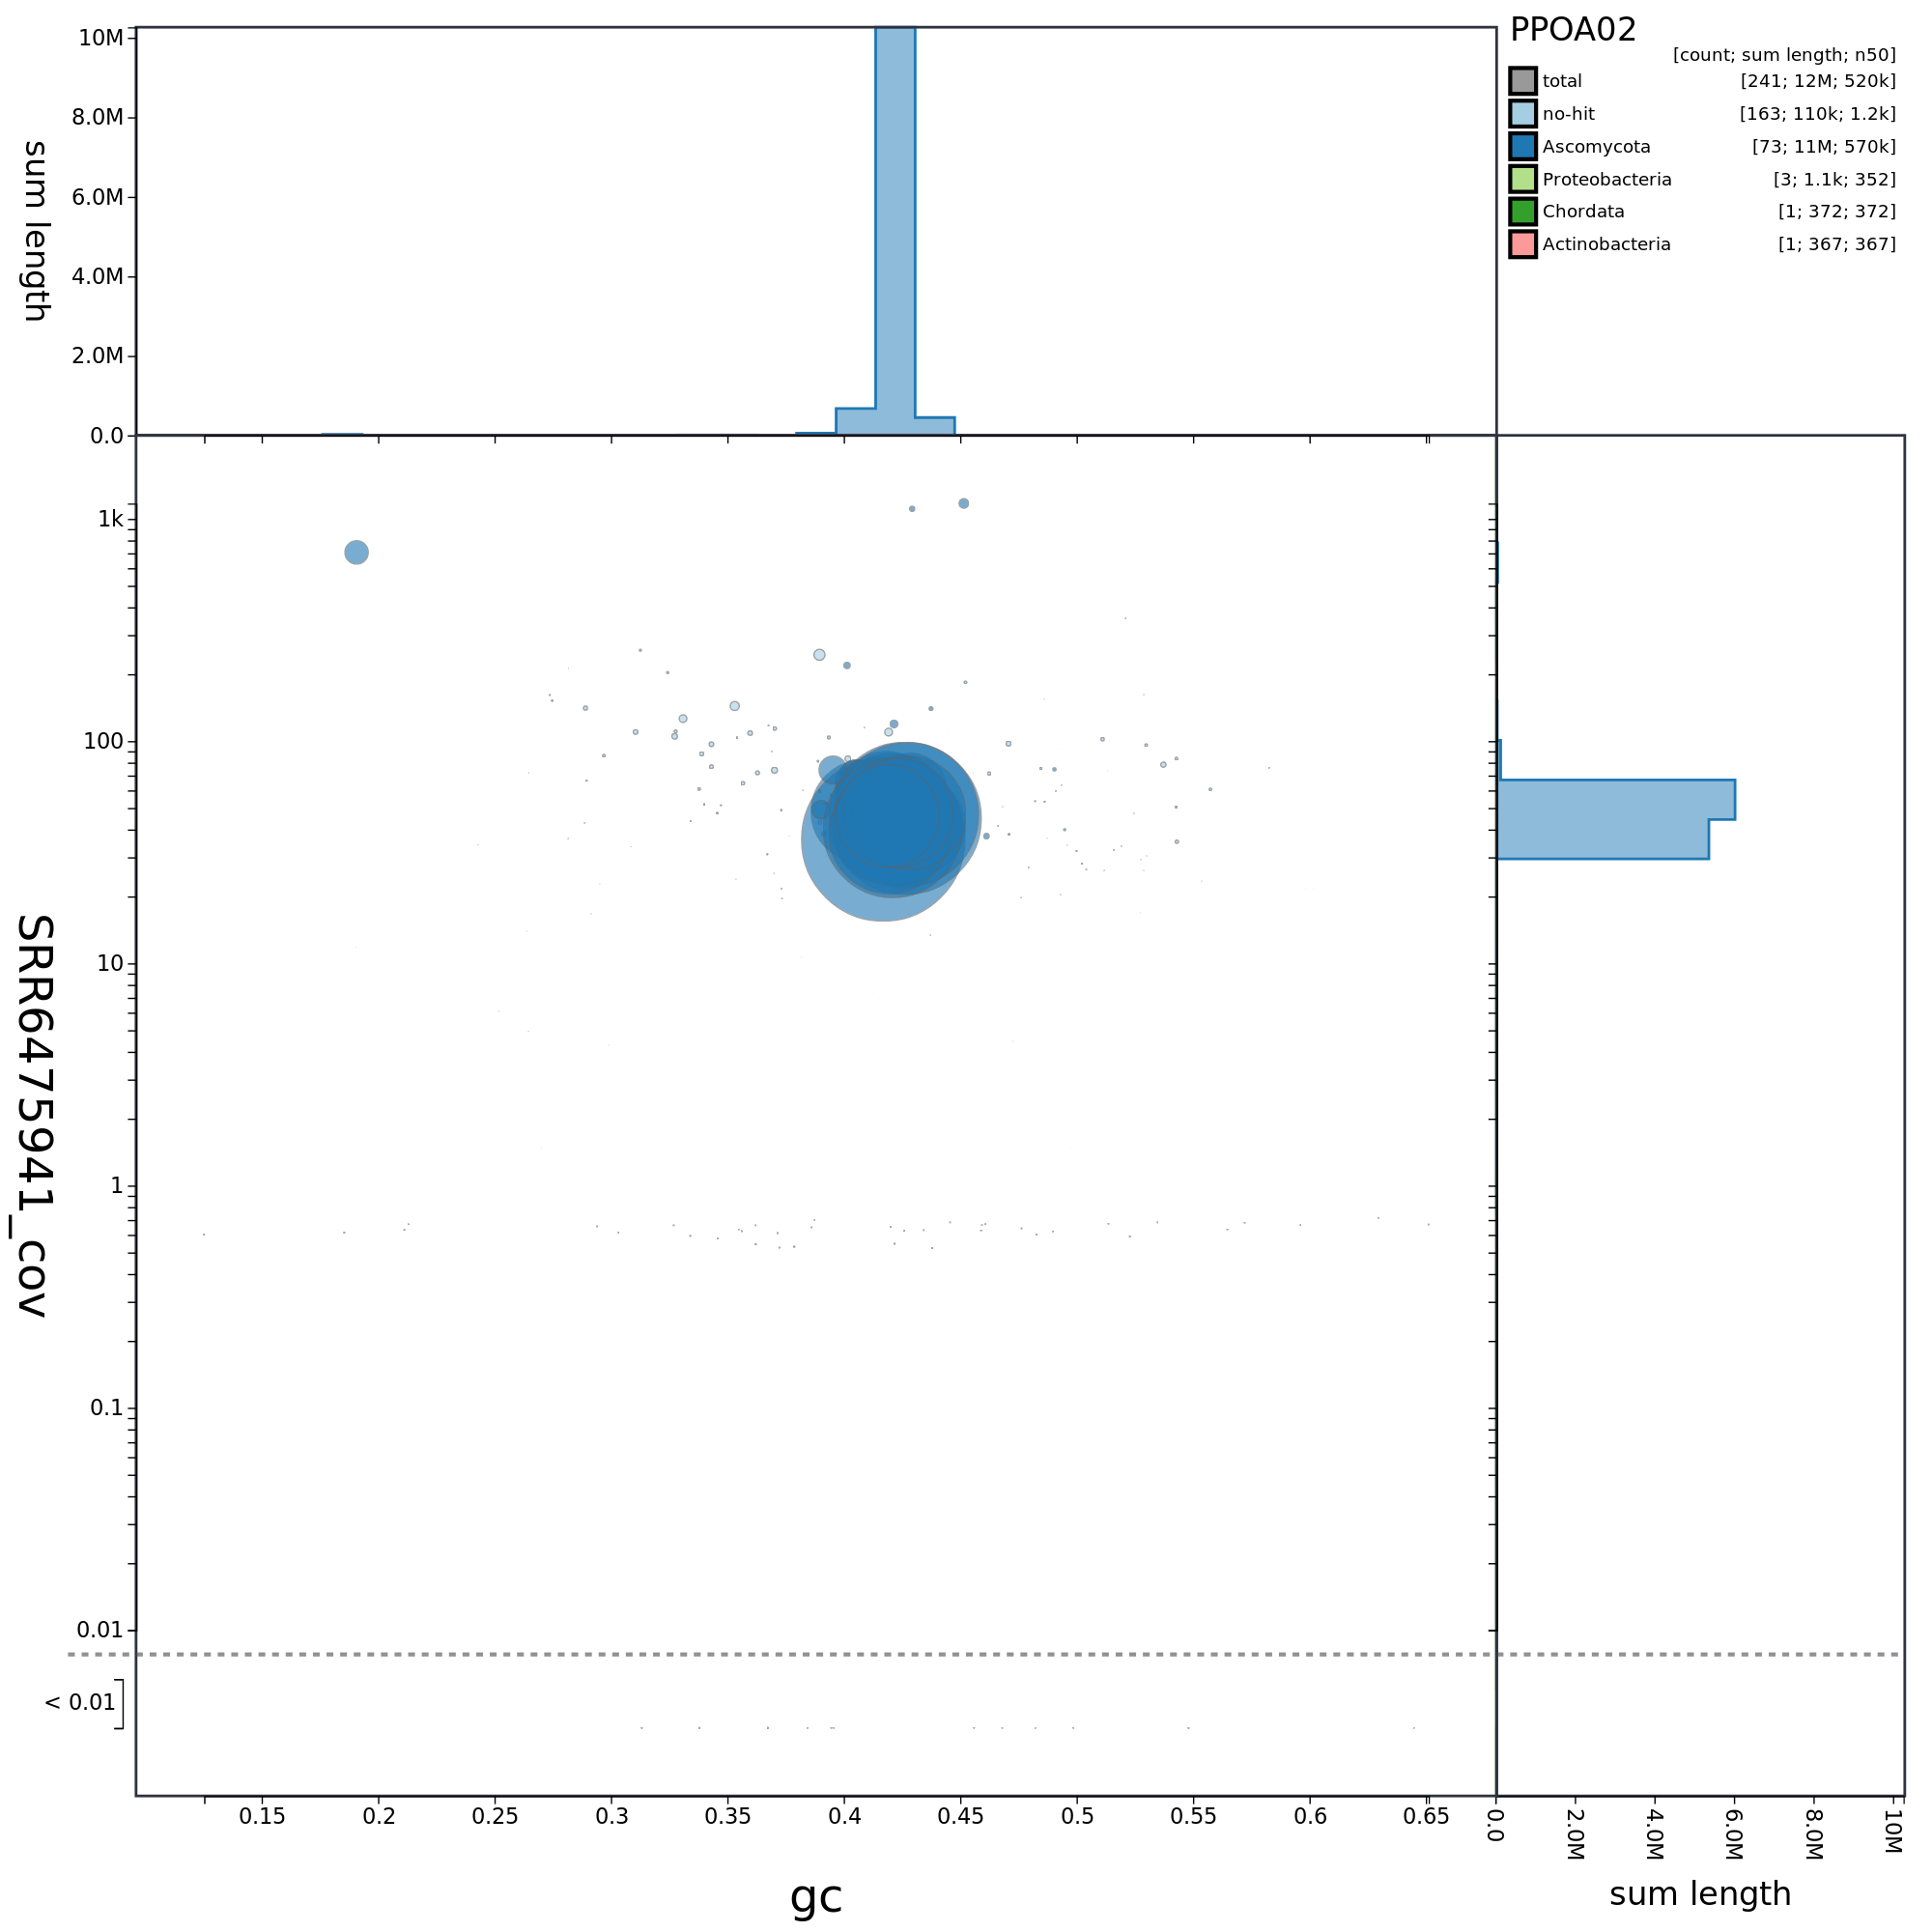 PPOA02
[count; sum length; n50]
total [241; 12M; 520k]
no-hit [163; 110k; 1.2k]
Ascomycota [73; 11M; 570k]
Proteobacteria [3; 1.1k; 352]
Chordata [1; 372; 372]
Actinobacteria [1; 367; 367]
sum length
10M
8.0M
6.0M
4.0M
2.0M
0.0
SRR6475941_cov
1k
100
10
1
0.1
0.01
< 0.01
0.15 0.2 0.25 0.3 0.35 0.4 0.45 0.5 0.55 0.6 0.65
gc
0.0 2.0M 4.0M 6.0M 8.0M 10M
sum length